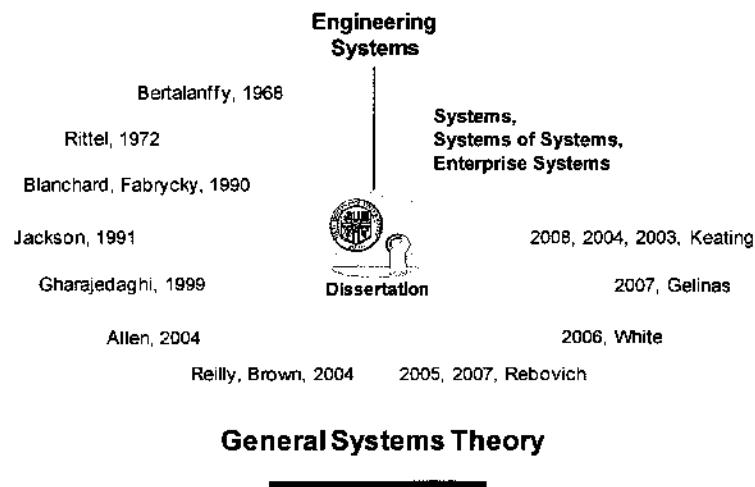 Engineering
Systems
Bertalanffy, 1968
Systems,
Systems of Systems,
Enterprise Systems
Rittel, 1972
Blanchard, Fabrycky, 1990
Jackson, 1991
2008, 2004, 2003, Keating
Gharajedaghi, 1999
Dissertation
2007, Gelinas
Allen, 2004
2006, White
Reilly, Brown, 2004
2005, 2007, Rebovich
General Systems Theory